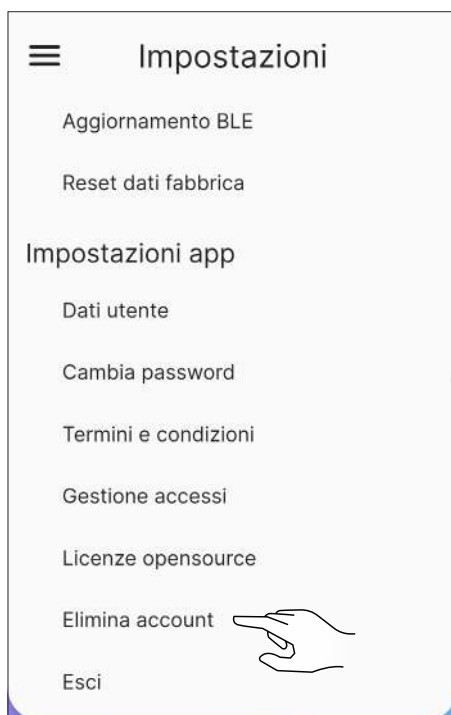 Impostazioni
Aggiornamento BLE
Reset dati fabbrica
Impostazioni app
Dati utente
Cambia password
Termini e condizioni
Gestione accessi
Licenze opensource
Elimina account
Esci